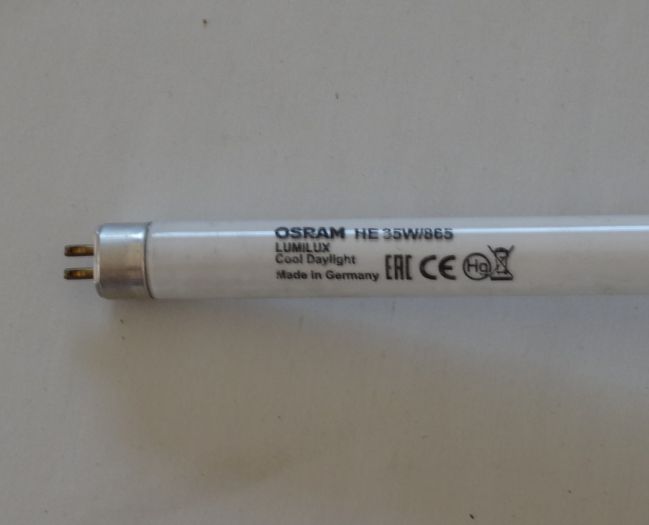 OSRAM HE 35W/865
LUMILUX
Cool Daylight
Made in Germany EAC CE Hg